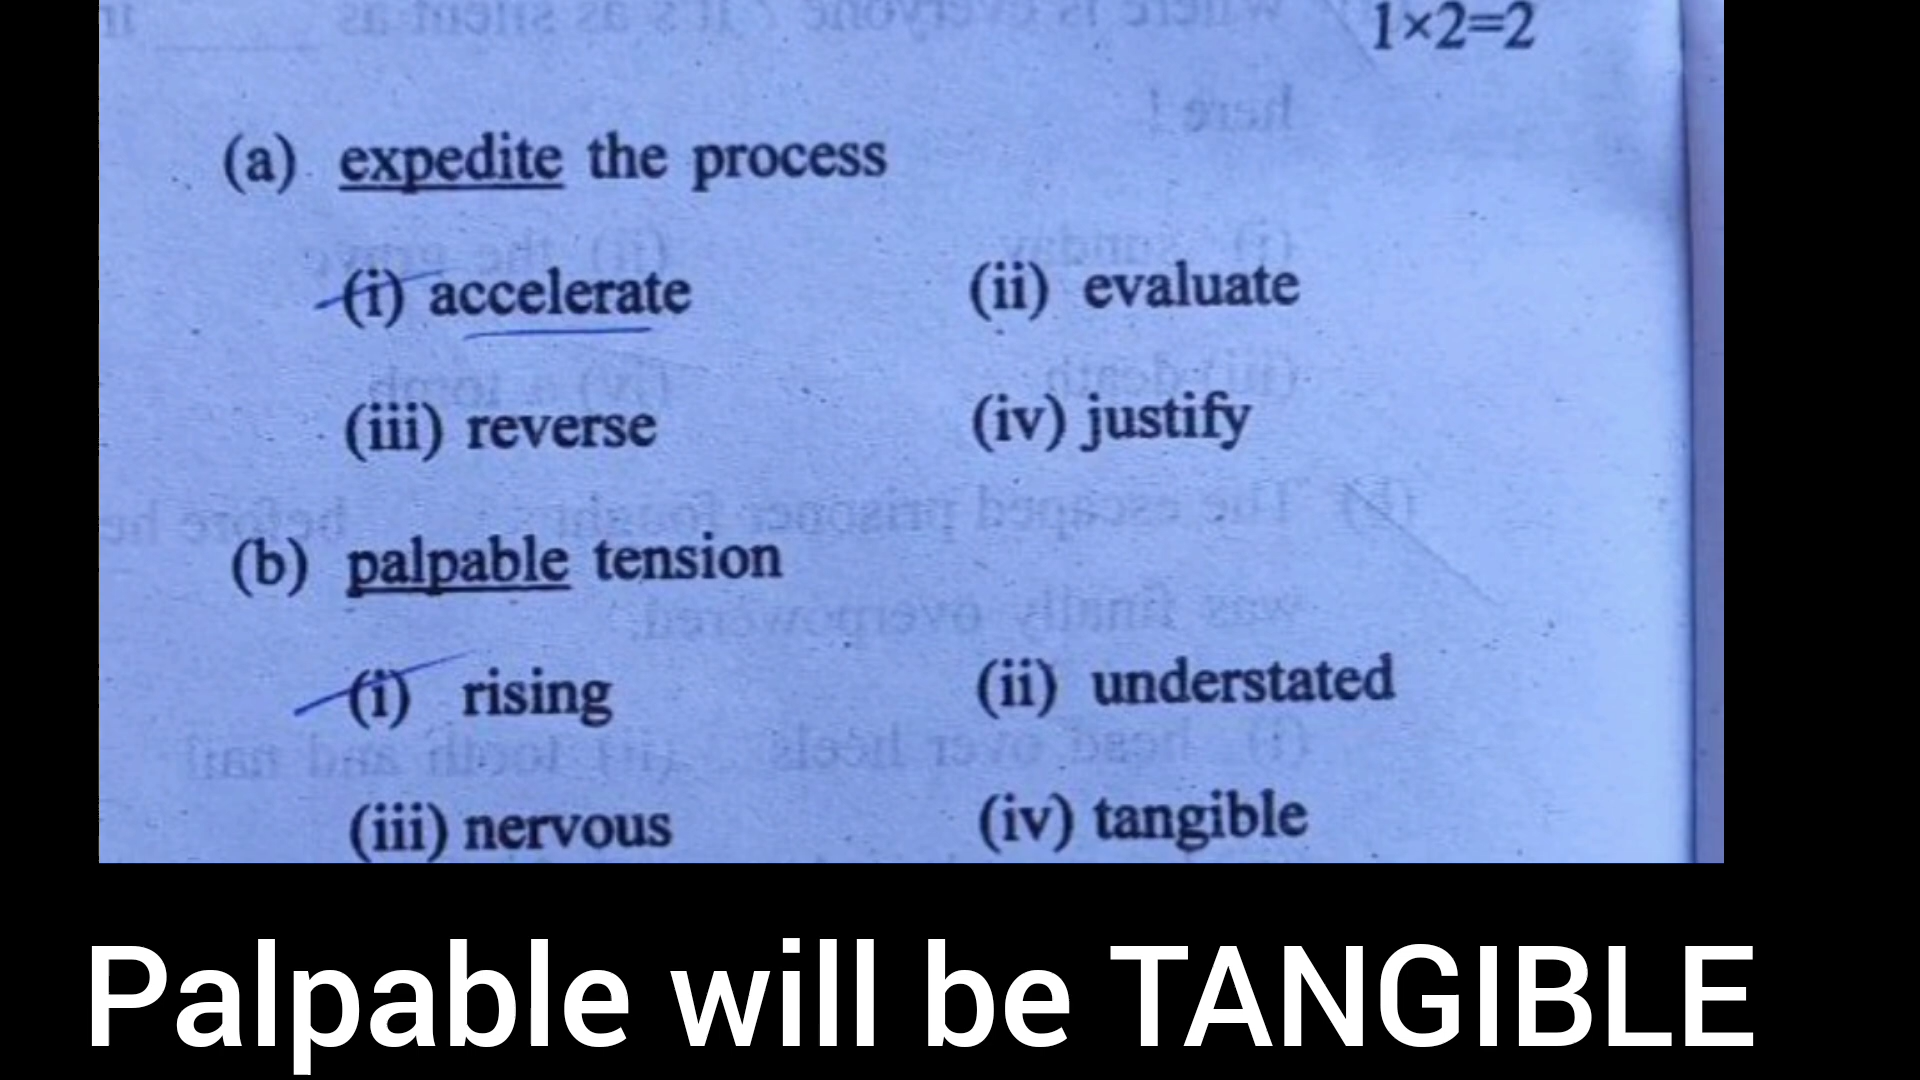 1×2=2
(a) expedite the process
(i) accelerate (ii) evaluate
(iii) reverse (iv) justify
(b) palpable tension
(i) rising (ii) understated
(iii) nervous (iv) tangible
Palpable will be TANGIBLE